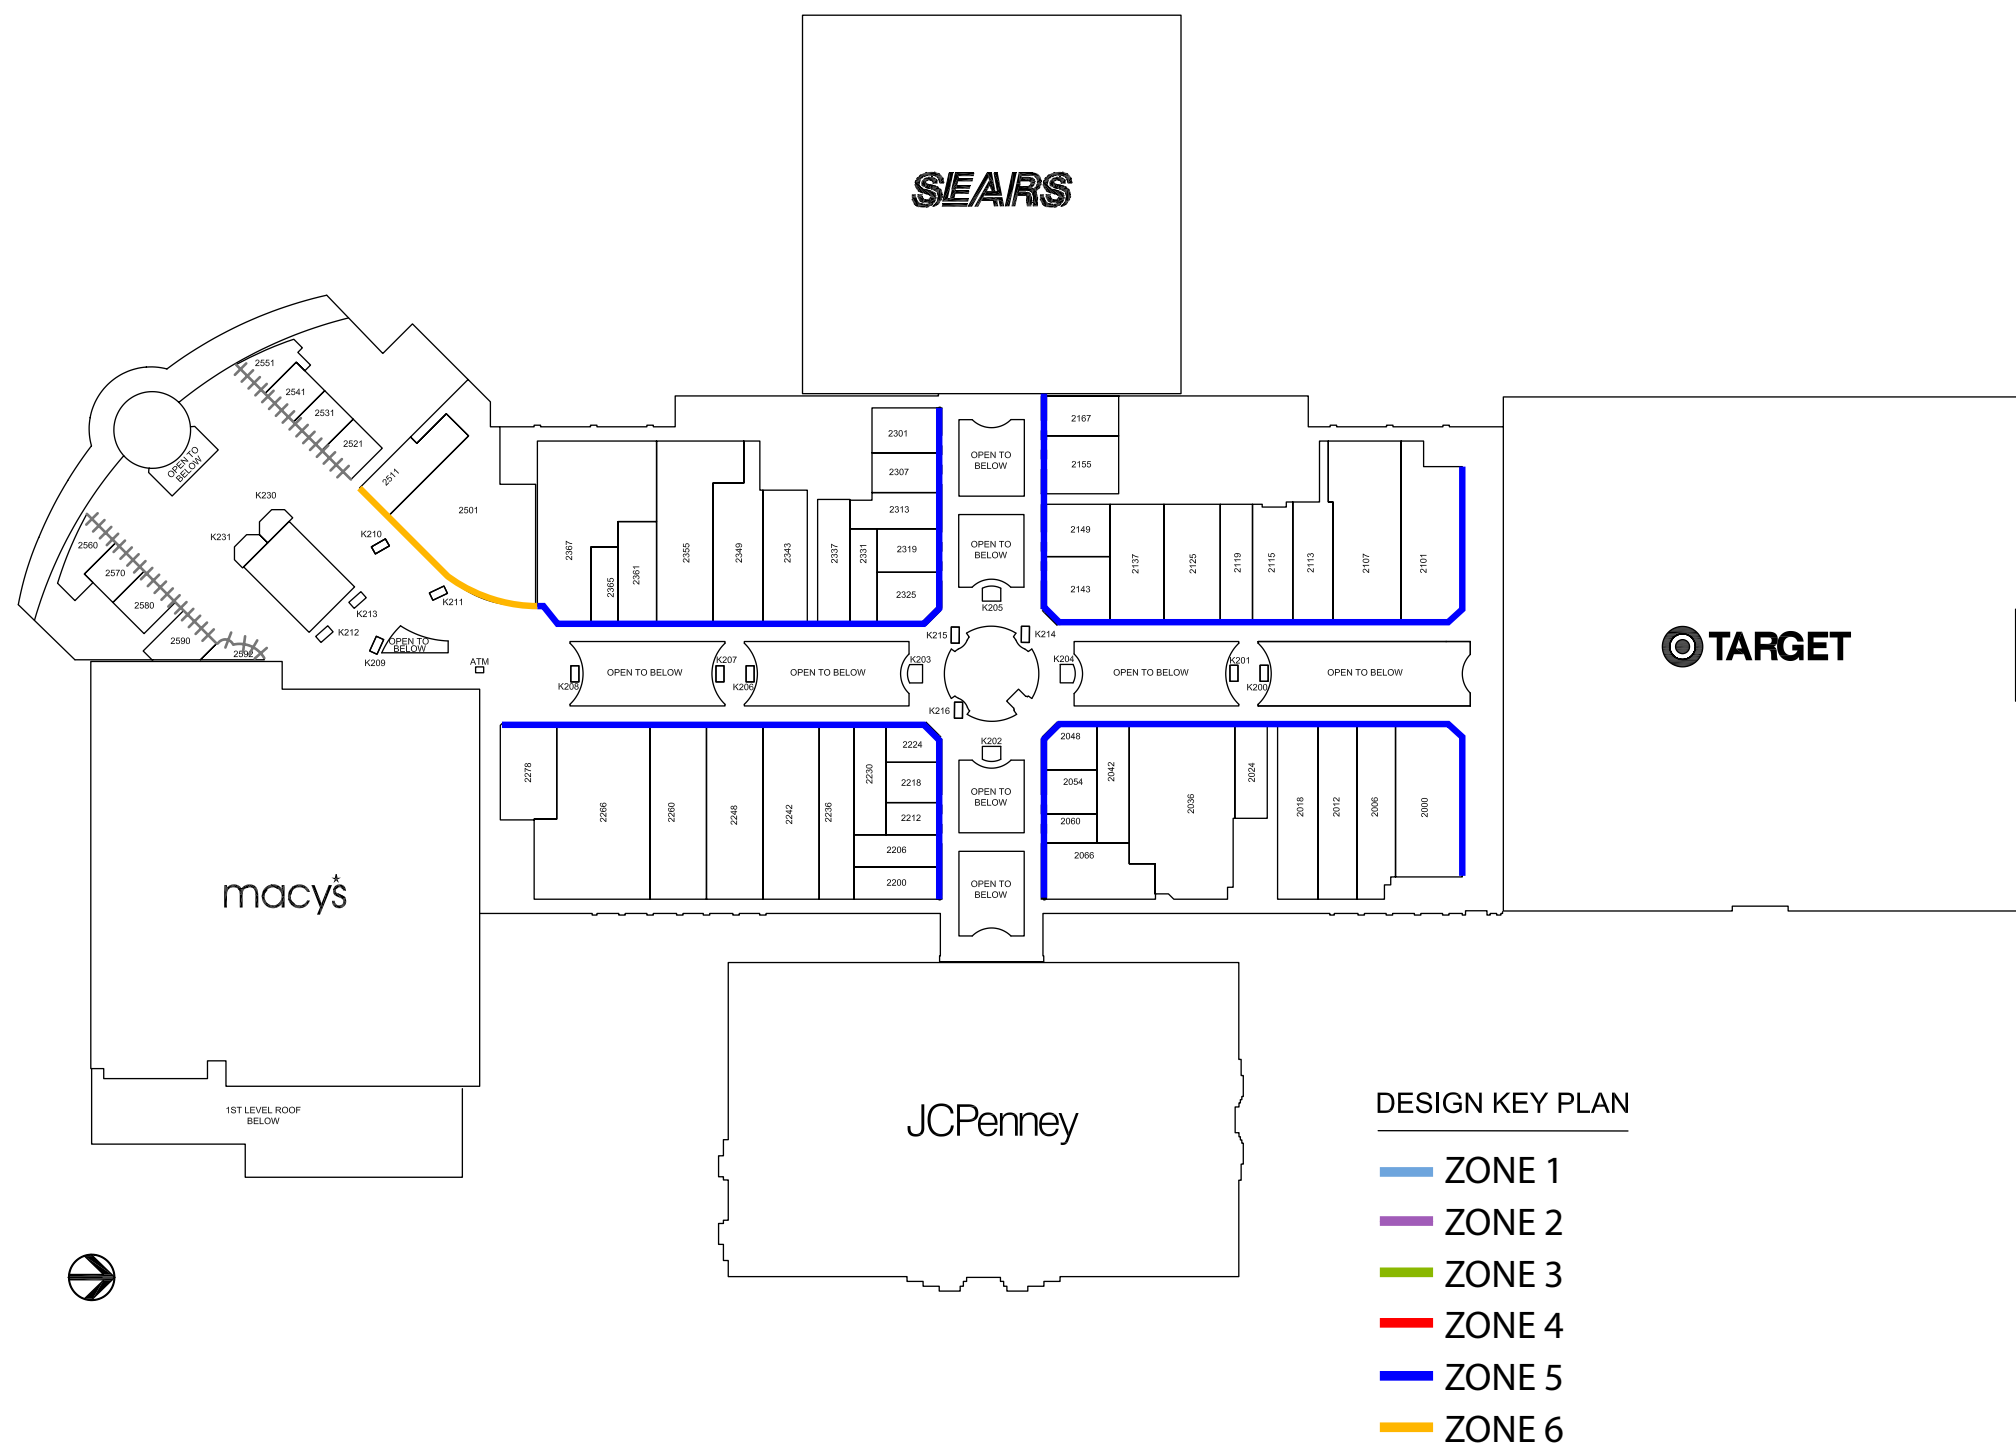 SEARS
2551
2541
2531
2521
2511
2501
OPEN TO
BELOW
K230
K231
K210
K211
K213
K212
K209
OPEN TO
BELOW
ATM
2560
2570
2580
2590
2592
2367
2365
2361
2355
2349
2343
2337
2331
2301
2307
2313
2319
2325
OPEN TO
BELOW
OPEN TO
BELOW
K205
2167
2155
2149
2143
2137
2125
2119
2115
2113
2107
2101
K215
K214
K208
OPEN TO BELOW
K207
K206
OPEN TO BELOW
K203
K204
OPEN TO BELOW
K201
K200
OPEN TO BELOW
K216
K202
TARGET
2278
2266
2260
2248
2242
2236
2230
2224
2218
2212
2206
2200
OPEN TO
BELOW
OPEN TO
BELOW
2048
2054
2060
2066
2042
2036
2024
2018
2012
2006
2000
macy's
1ST LEVEL ROOF
BELOW
JCPenney
DESIGN KEY PLAN
ZONE 1
ZONE 2
ZONE 3
ZONE 4
ZONE 5
ZONE 6